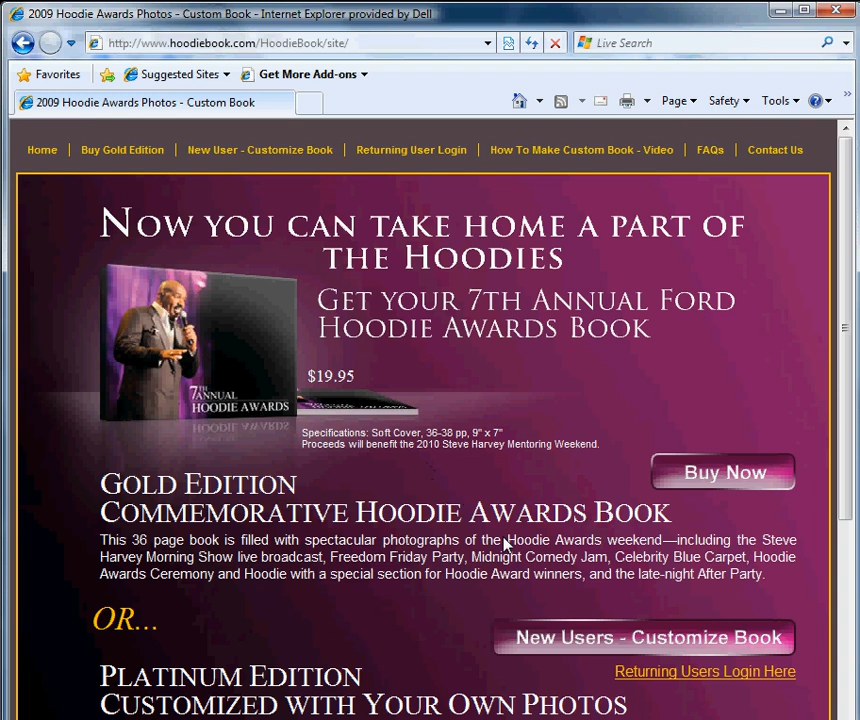 2009 Hoodie Awards Photos - Custom Book - Internet Explorer provided by Dell
http://www.hoodiebook.com/HoodieBook/site/
Live Search
Favorites Suggested Sites Get More Add-ons
2009 Hoodie Awards Photos - Custom Book
Page Safety Tools
Home Buy Gold Edition New User - Customize Book Returning User Login How To Make Custom Book - Video FAQs Contact Us
NOW YOU CAN TAKE HOME A PART OF
THE HOODIES
GET YOUR 7TH ANNUAL FORD
HOODIE AWARDS BOOK
$19.95
7TH
ANNUAL
HOODIE AWARDS
Specifications: Soft Cover, 36-38 pp, 9" x 7"
Proceeds will benefit the 2010 Steve Harvey Mentoring Weekend.
Buy Now
GOLD EDITION
COMMEMORATIVE HOODIE AWARDS BOOK
This 36 page book is filled with spectacular photographs of the Hoodie Awards weekend—including the Steve
Harvey Morning Show live broadcast, Freedom Friday Party, Midnight Comedy Jam, Celebrity Blue Carpet, Hoodie
Awards Ceremony and Hoodie with a special section for Hoodie Award winners, and the late-night After Party.
OR...
New Users - Customize Book
Returning Users Login Here
PLATINUM EDITION
CUSTOMIZED WITH YOUR OWN PHOTOS